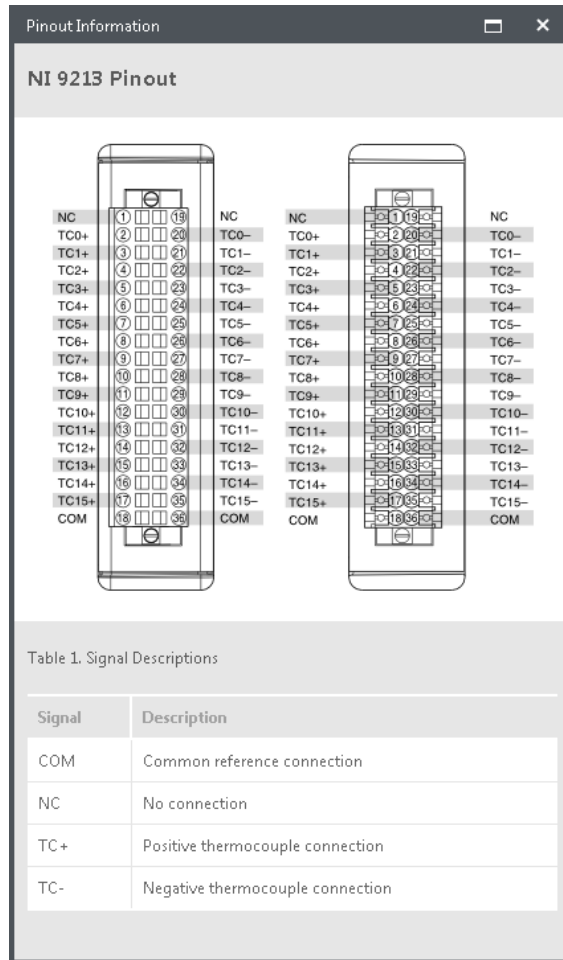 Pinout Information
NI 9213 Pinout
NC 1 19 NC NC 1 19 NC
TC0+ 2 20 TC0– TC0+ 2 20 TC0–
TC1+ 3 21 TC1– TC1+ 3 21 TC1–
TC2+ 4 22 TC2– TC2+ 4 22 TC2–
TC3+ 5 23 TC3– TC3+ 5 23 TC3–
TC4+ 6 24 TC4– TC4+ 6 24 TC4–
TC5+ 7 25 TC5– TC5+ 7 25 TC5–
TC6+ 8 26 TC6– TC6+ 8 26 TC6–
TC7+ 9 27 TC7– TC7+ 9 27 TC7–
TC8+ 10 28 TC8– TC8+ 10 28 TC8–
TC9+ 11 29 TC9– TC9+ 11 29 TC9–
TC10+ 12 30 TC10– TC10+ 12 30 TC10–
TC11+ 13 31 TC11– TC11+ 13 31 TC11–
TC12+ 14 32 TC12– TC12+ 14 32 TC12–
TC13+ 15 33 TC13– TC13+ 15 33 TC13–
TC14+ 16 34 TC14– TC14+ 16 34 TC14–
TC15+ 17 35 TC15– TC15+ 17 35 TC15–
COM 18 36 COM COM 18 36 COM
Table 1. Signal Descriptions
Signal Description
COM Common reference connection
NC No connection
TC+ Positive thermocouple connection
TC- Negative thermocouple connection